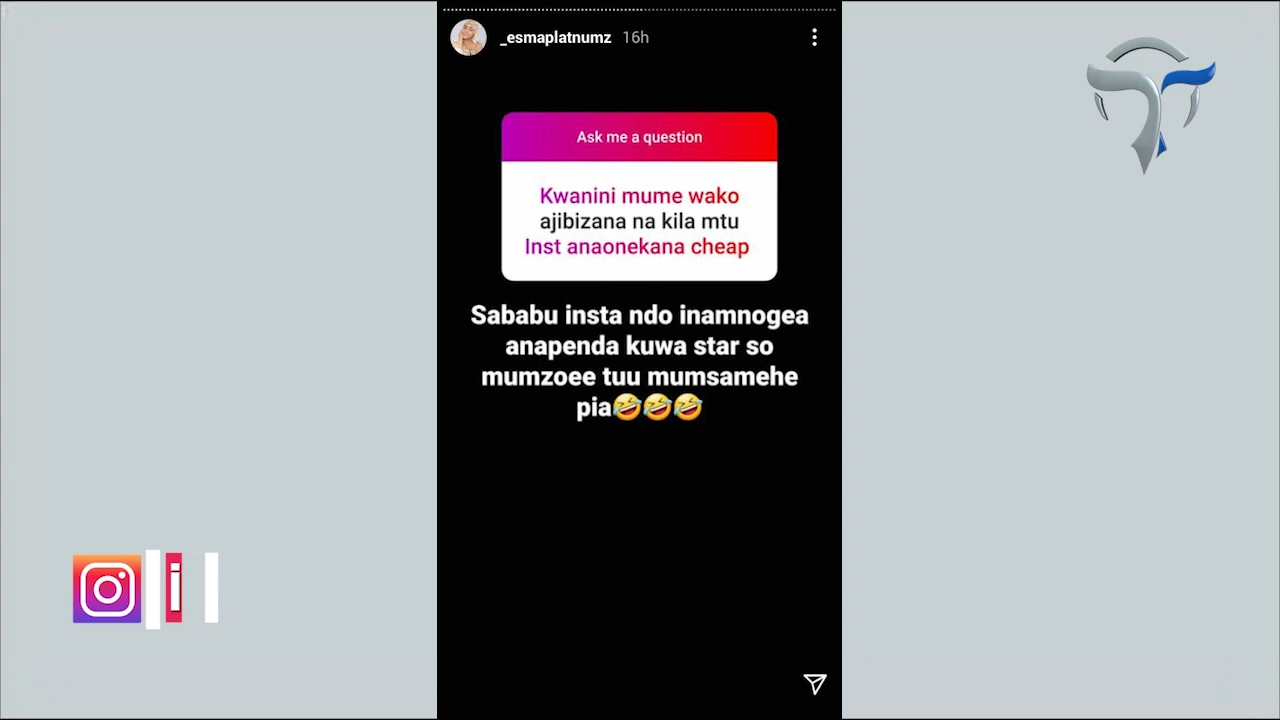 _esmaplatnumz 16h
Ask me a question
Kwanini mume wako
ajibizana na kila mtu
Inst anaonekana cheap
Sababu insta ndo inamnogea
anapenda kuwa star so
mumzoee tuu mumsamehe
pia🤣🤣🤣
i